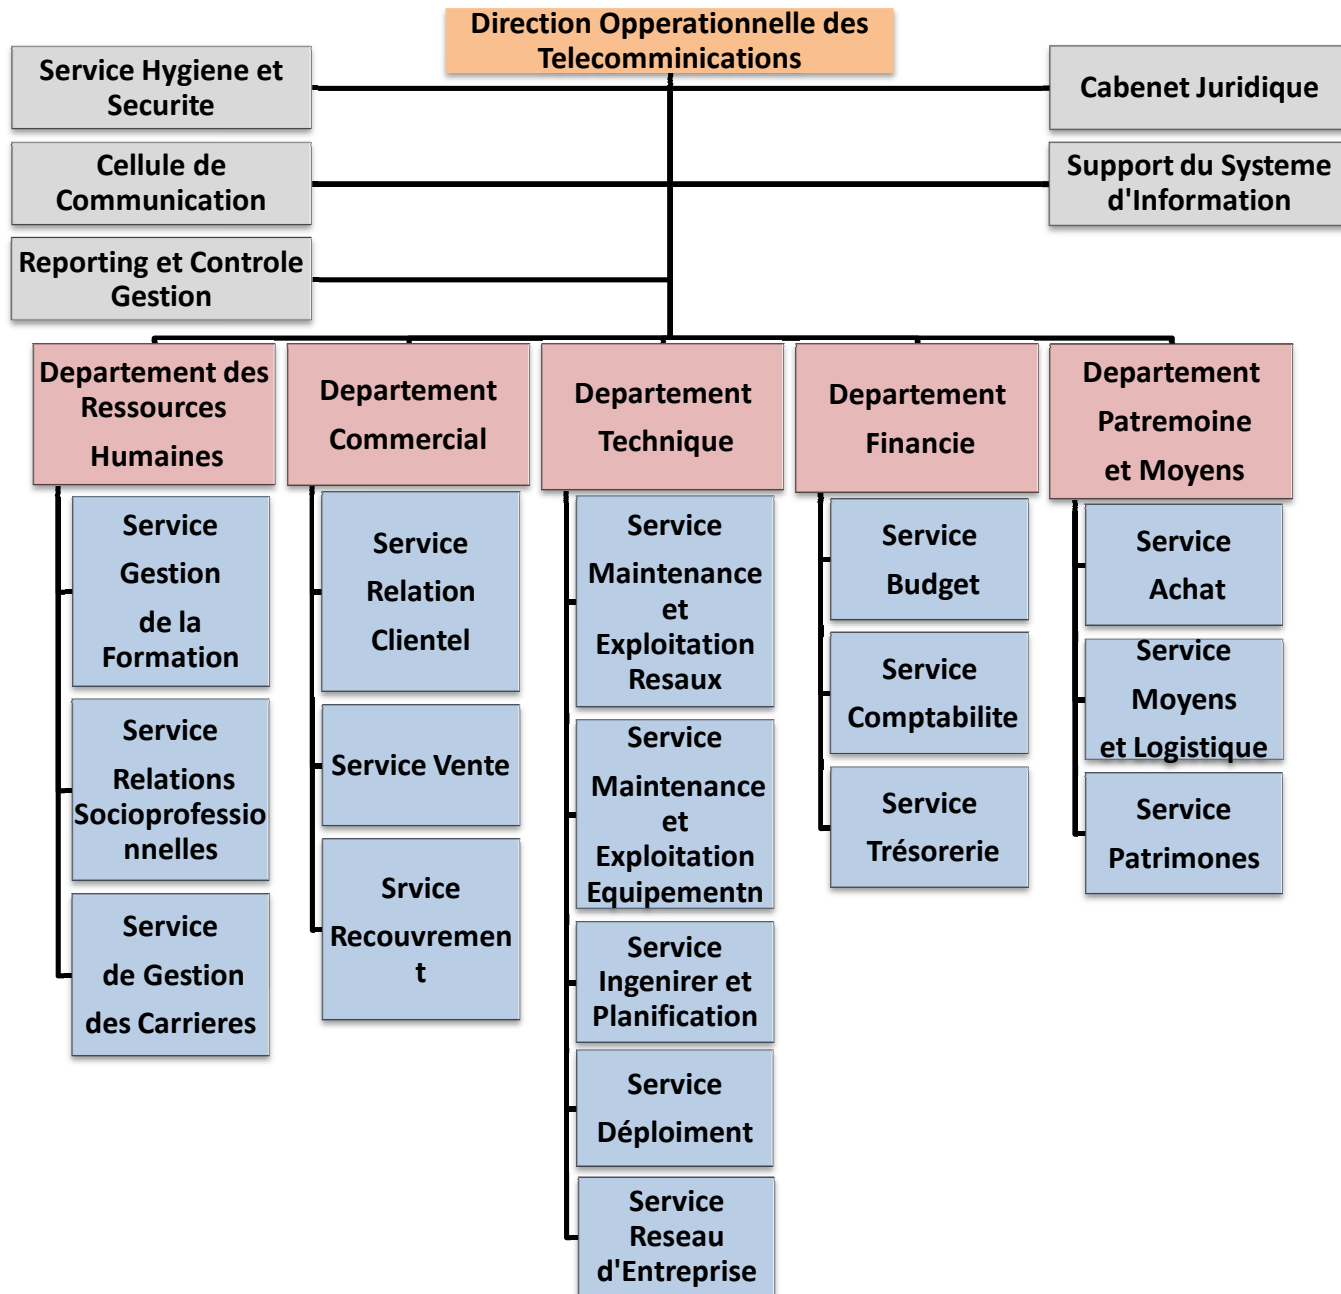 Direction Opperationnelle des
Telecomminications
Service Hygiene et
Securite
Cabenet Juridique
Cellule de
Communication
Support du Systeme
d'Information
Reporting et Controle
Gestion
Departement des
Ressources
Humaines
Departement
Commercial
Departement
Technique
Departement
Financie
Departement
Patremoine
et Moyens
Service
Gestion
de la
Formation
Service
Relations
Socioprofessio
nnelles
Service
de Gestion
des Carrieres
Service
Relation
Clientel
Service Vente
Srvice
Recouvremen
t
Service
Maintenance
et
Exploitation
Resaux
Service
Maintenance
et
Exploitation
Equipementn
Service
Ingenirer et
Planification
Service
Déploiment
Service
Reseau
d'Entreprise
Service
Budget
Service
Comptabilite
Service
Trésorerie
Service
Achat
Service
Moyens
et Logistique
Service
Patrimones